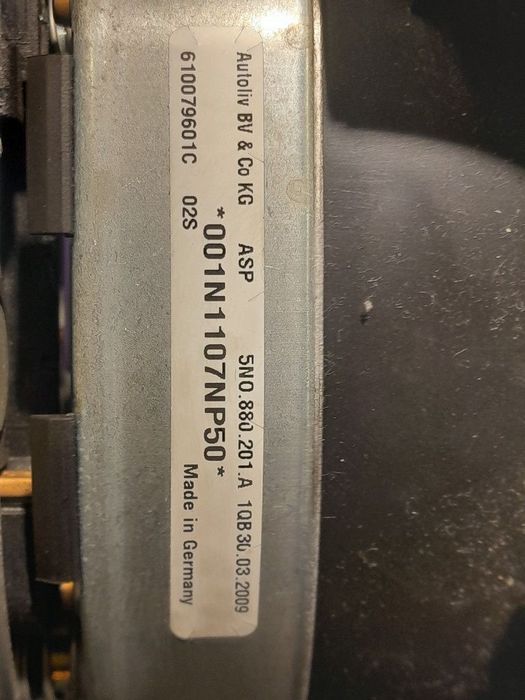 Autoliv BV & Co KG ASP 5N0.880.201.A 1QB 30.03.2009
*001N1107NP50*
610079601C 02S Made in Germany